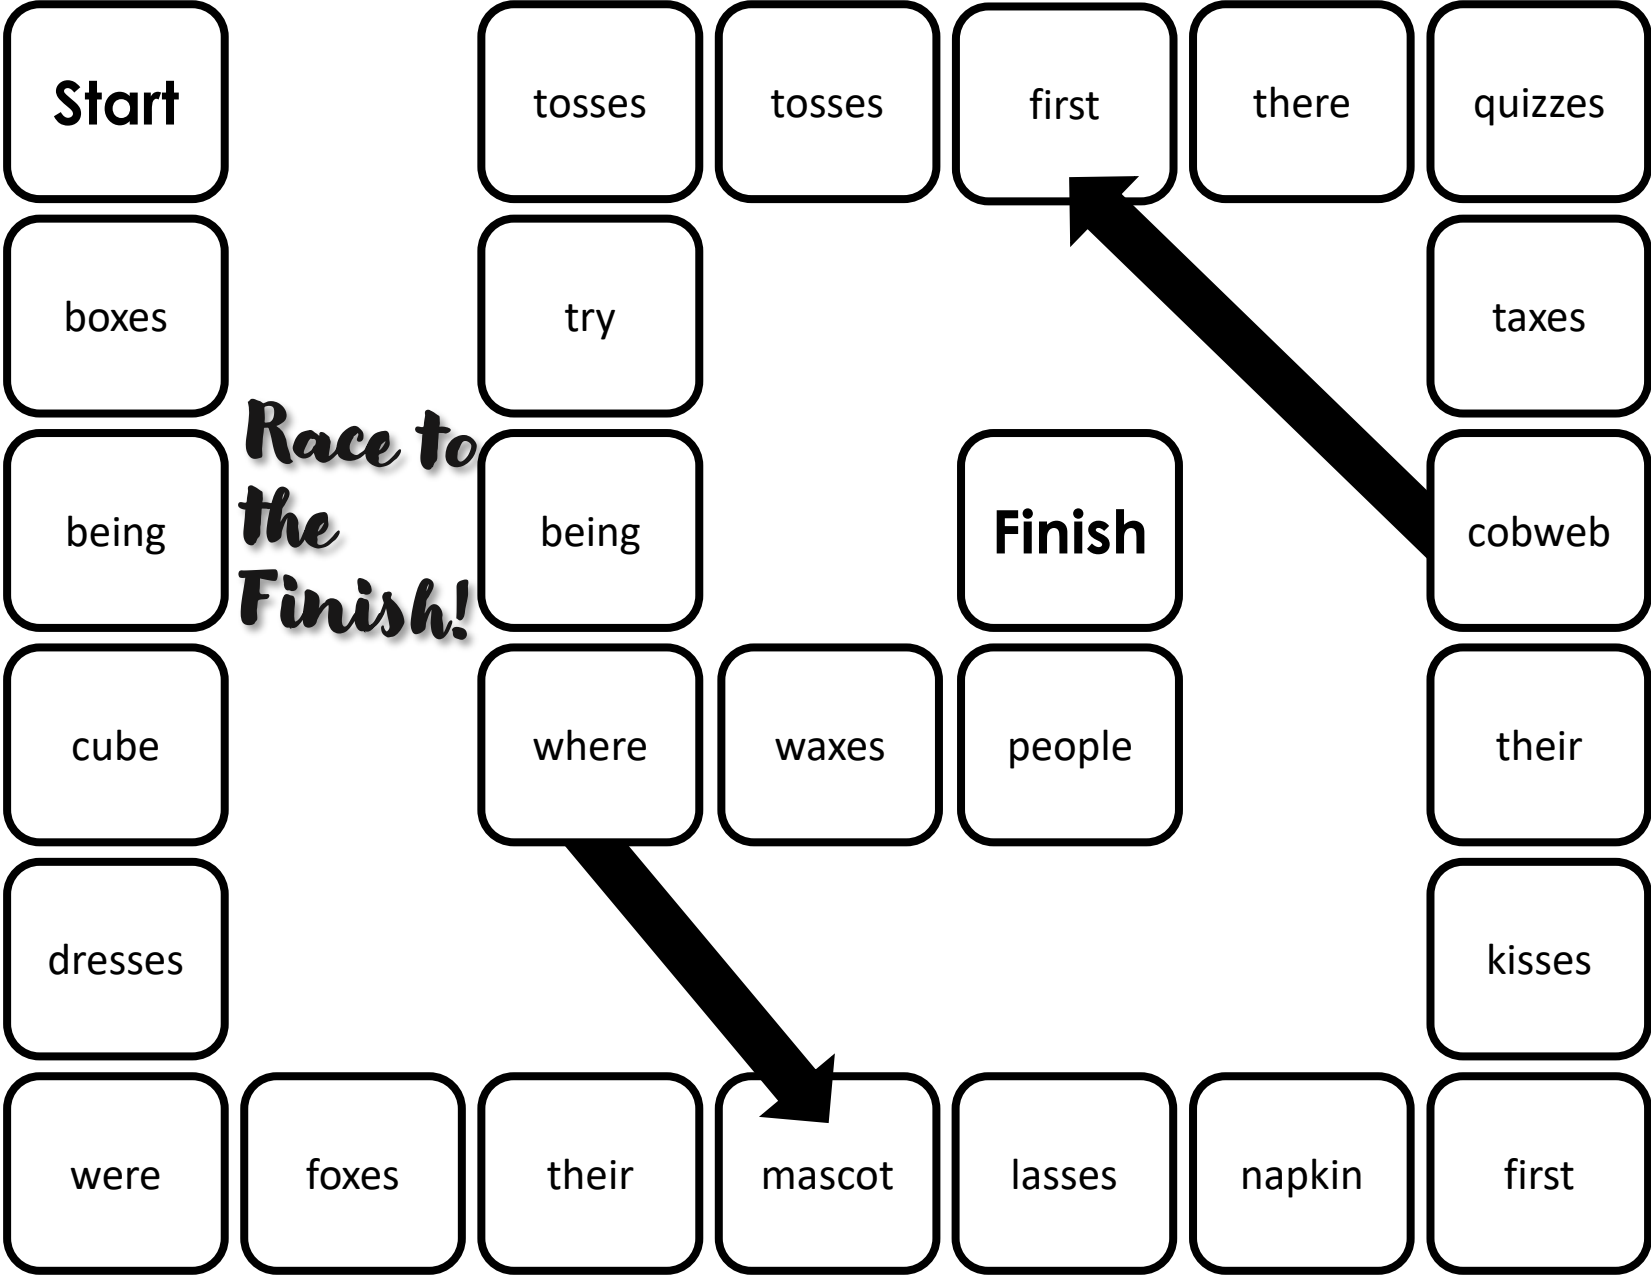 Start
tosses
tosses
first
there
quizzes
boxes
try
taxes
Race to
the
Finish!
being
being
Finish
cobweb
cube
where
waxes
people
their
dresses
kisses
were
foxes
their
mascot
lasses
napkin
first